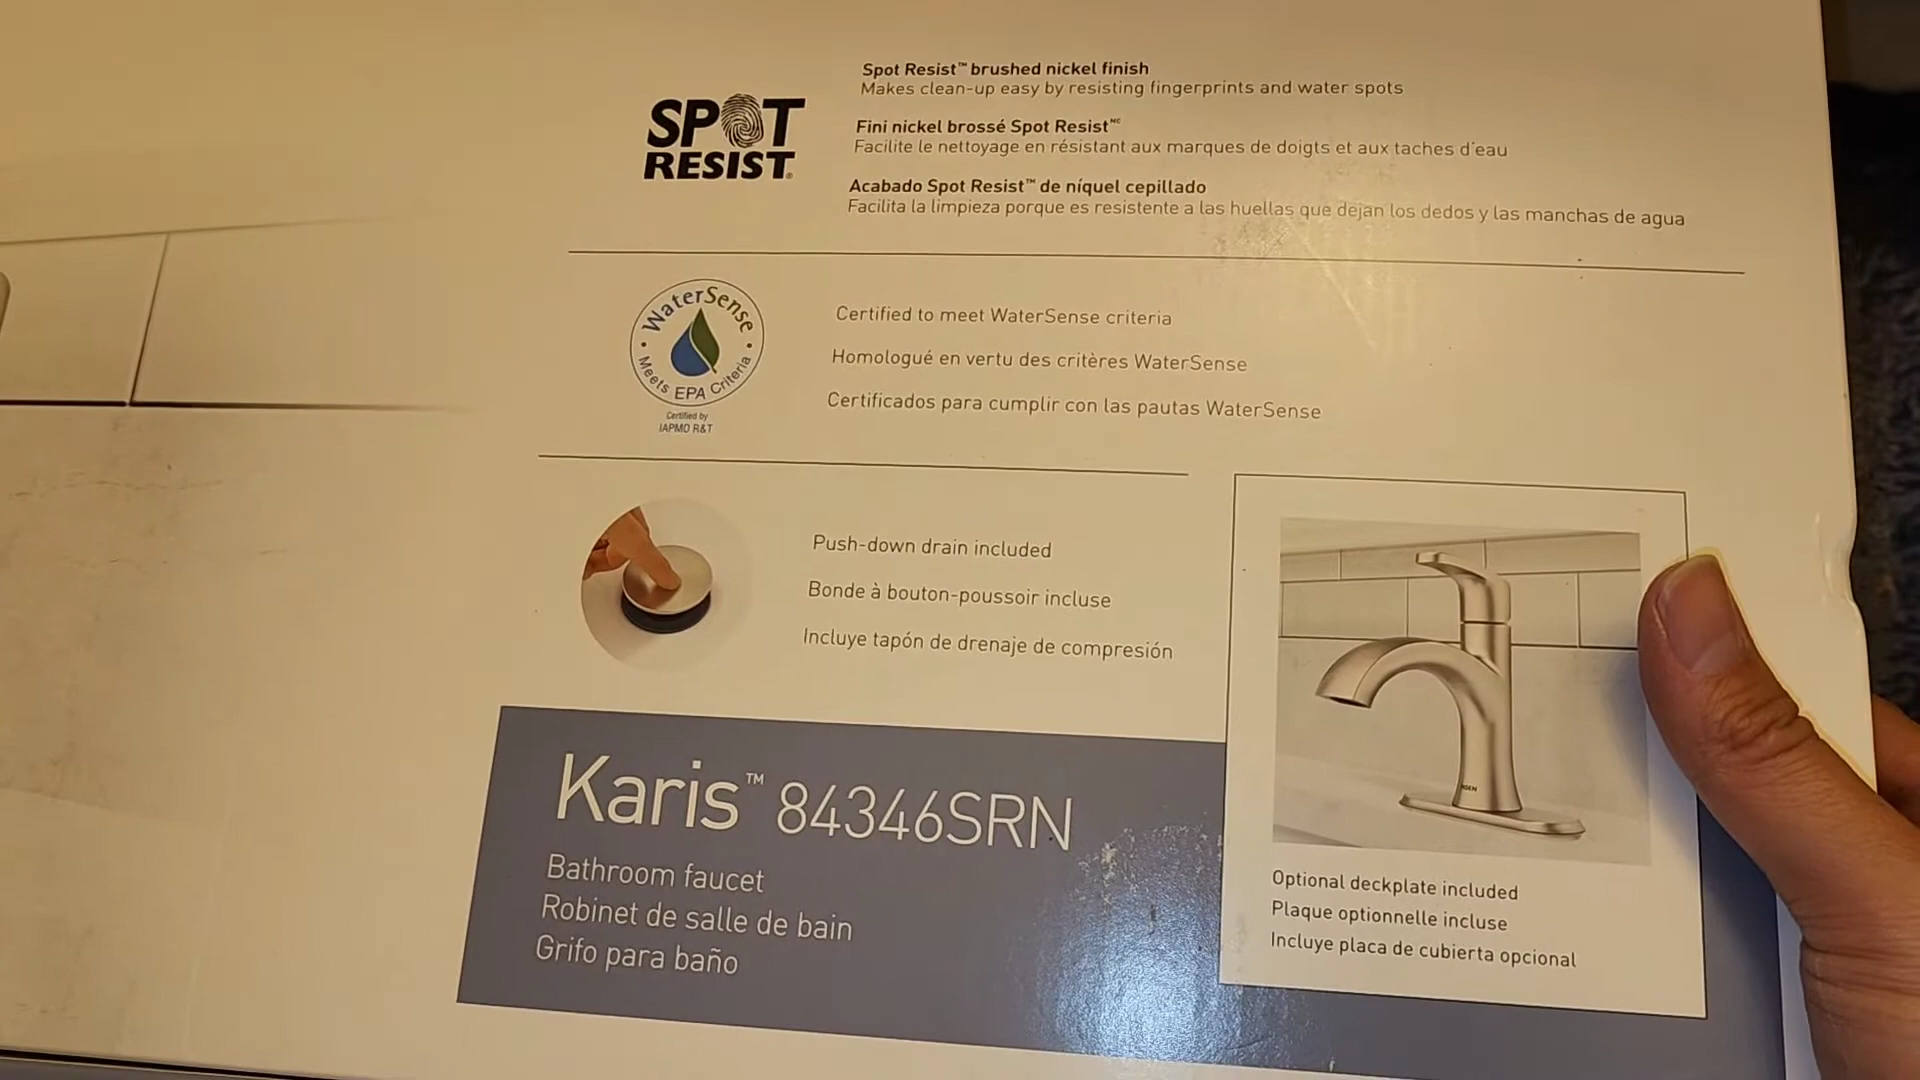 SPOT
RESIST®
Spot Resist™ brushed nickel finish
Makes clean-up easy by resisting fingerprints and water spots
Fini nickel brossé Spot Resist ᴹᶜ
Facilite le nettoyage en résistant aux marques de doigts et aux taches d'eau
Acabado Spot Resist™ de níquel cepillado
Facilita la limpieza porque es resistente a las huellas que dejan los dedos y las manchas de agua
WaterSense
Meets EPA Criteria
Certified by
IAPMO R&T
Certified to meet WaterSense criteria
Homologué en vertu des critères WaterSense
Certificados para cumplir con las pautas WaterSense
Push-down drain included
Bonde à bouton-poussoir incluse
Incluye tapón de drenaje de compresión
Karis™ 84346SRN
Bathroom faucet
Robinet de salle de bain
Grifo para baño
Optional deckplate included
Plaque optionnelle incluse
Incluye placa de cubierta opcional